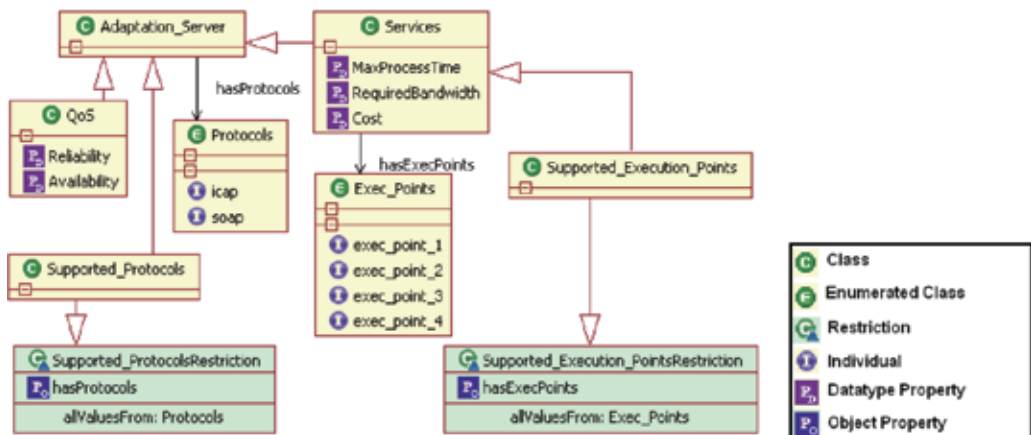 Adaptation_Server
Services
MaxProcessTime
RequiredBandwidth
Cost
hasProtocols
QoS
Reliability
Availability
Protocols
icap
soap
hasExecPoints
Exec_Points
exec_point_1
exec_point_2
exec_point_3
exec_point_4
Supported_Execution_Points
Supported_Protocols
Supported_ProtocolsRestriction
hasProtocols
allValuesFrom: Protocols
Supported_Execution_PointsRestriction
hasExecPoints
allValuesFrom: Exec_Points
Class
Enumerated Class
Restriction
Individual
Datatype Property
Object Property